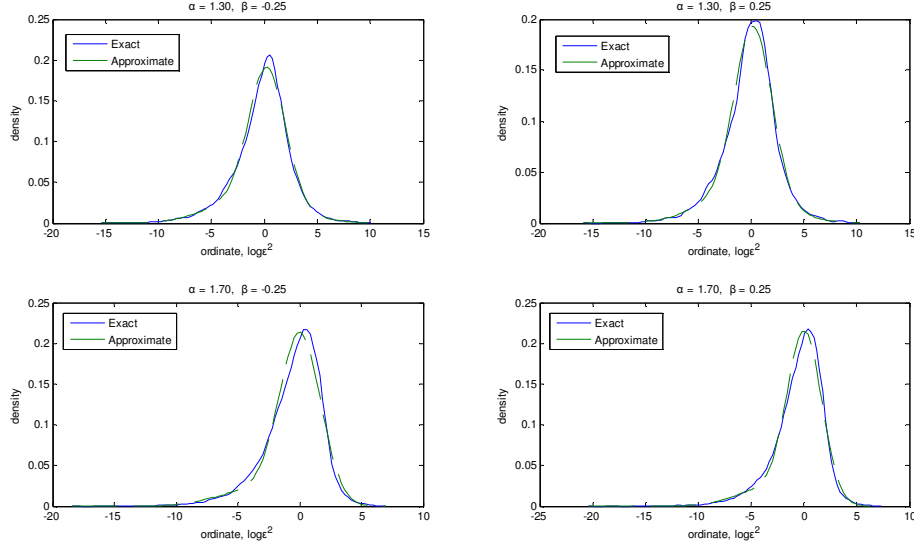 α = 1.30, β = -0.25
0.25
0.2
0.15
0.1
0.05
0
density
Exact
Approximate
-20 -15 -10 -5 0 5 10 15
ordinate, logε²
α = 1.30, β = 0.25
0.2
0.15
0.1
0.05
0
density
Exact
Approximate
-20 -15 -10 -5 0 5 10 15
ordinate, logε²
α = 1.70, β = -0.25
0.25
0.2
0.15
0.1
0.05
0
density
Exact
Approximate
-20 -15 -10 -5 0 5 10
ordinate, logε²
α = 1.70, β = 0.25
0.25
0.2
0.15
0.1
0.05
0
density
Exact
Approximate
-25 -20 -15 -10 -5 0 5 10
ordinate, logε²